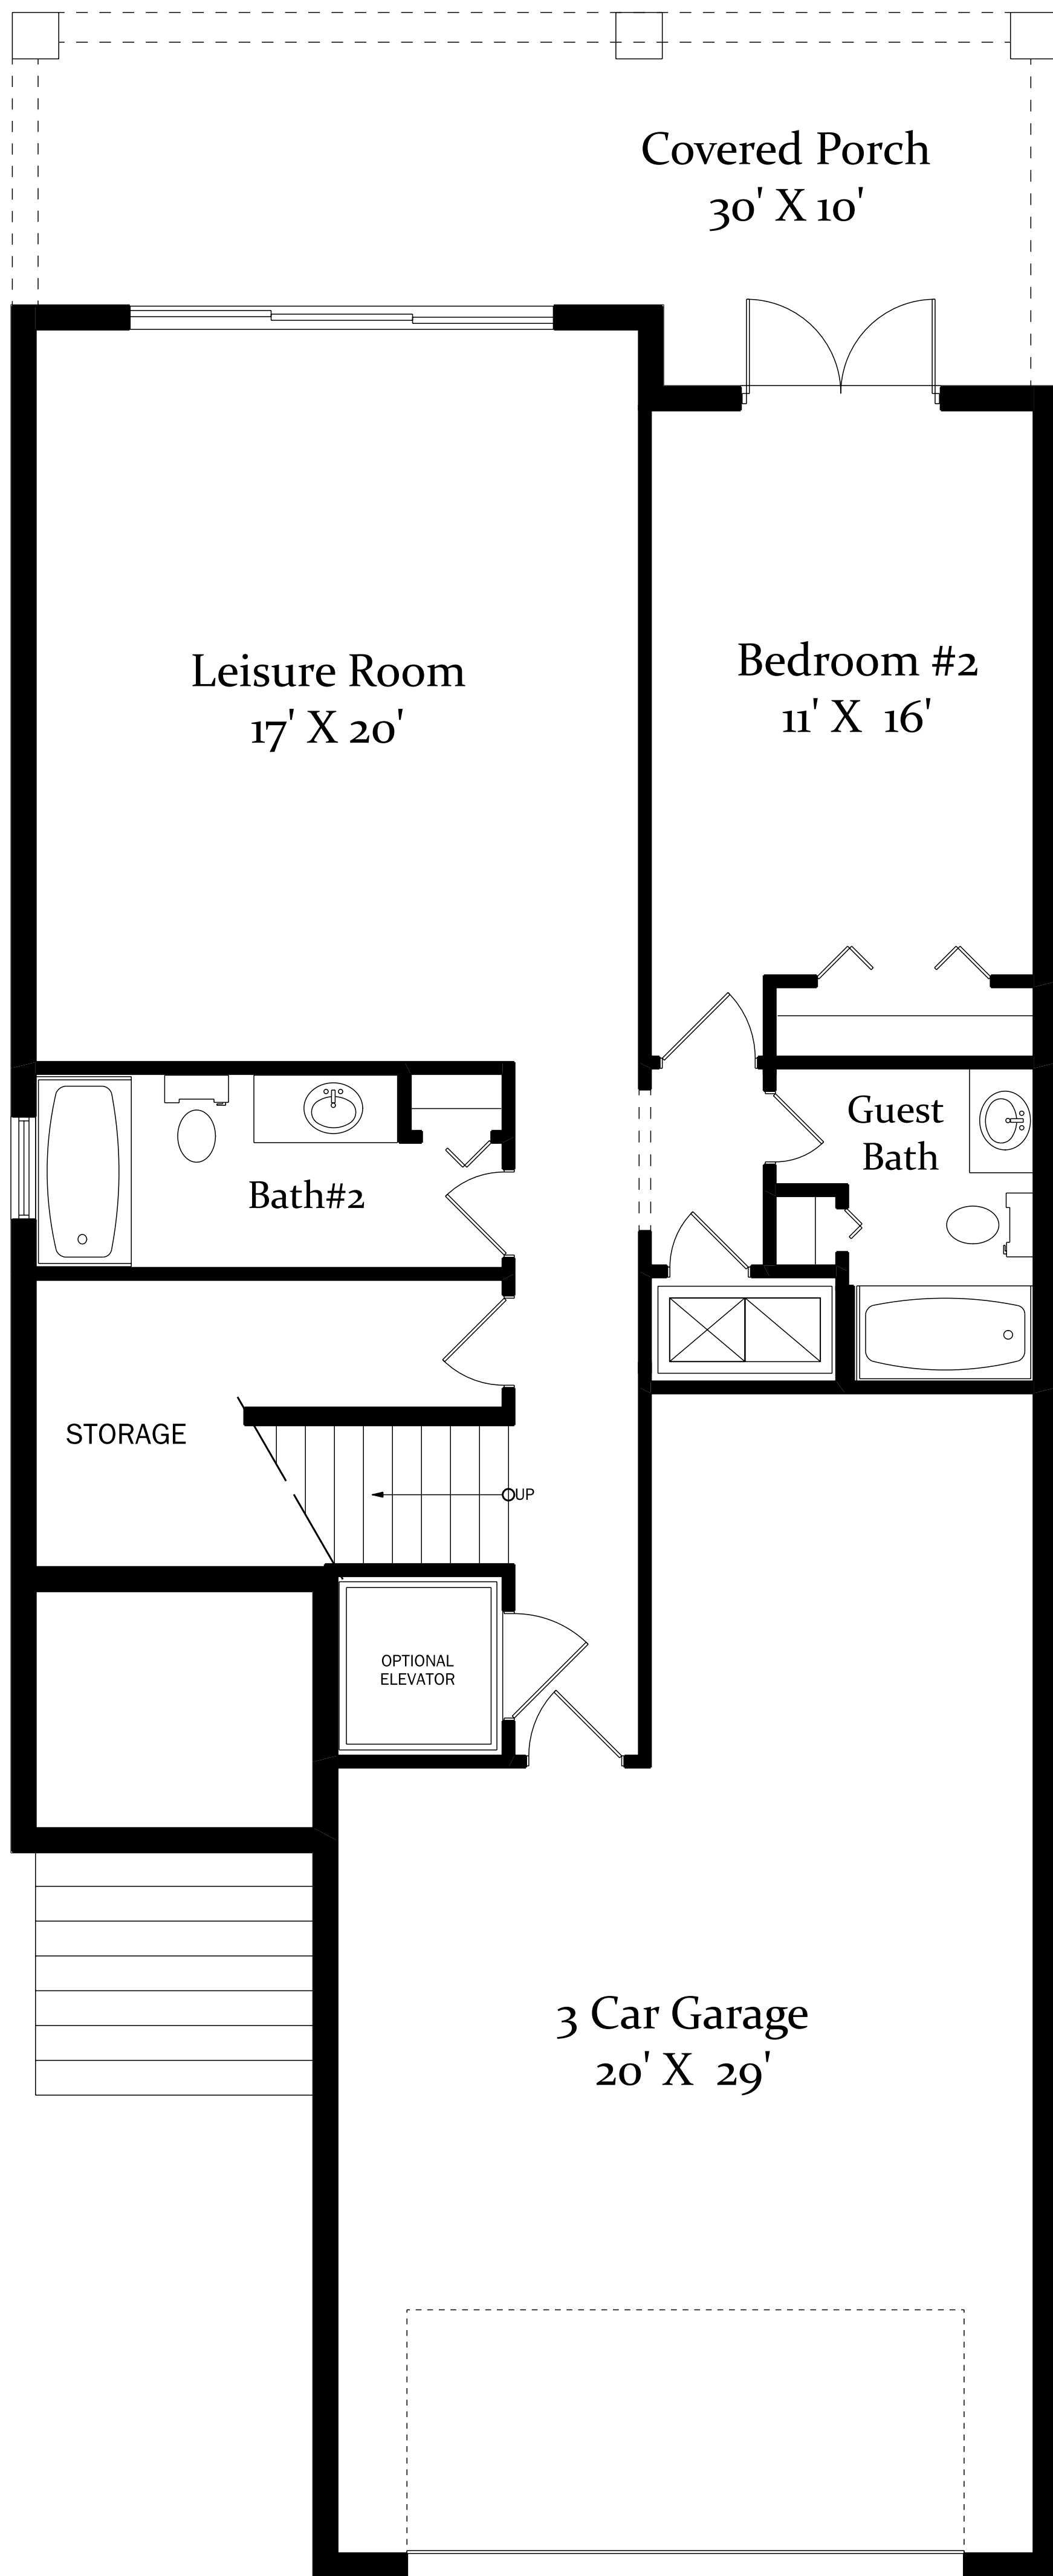 Covered Porch
30' X 10'
Leisure Room
17' X 20'
Bedroom #2
11' X 16'
Guest
Bath
Bath#2
STORAGE
UP
OPTIONAL
ELEVATOR
3 Car Garage
20' X 29'